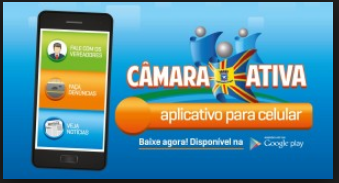 FALE COM OS
VEREADORES
FAÇA
DENÚNCIAS
VEJA
NOTÍCIAS
CÂMARA ATIVA
aplicativo para celular
Baixe agora! Disponível na
Google play